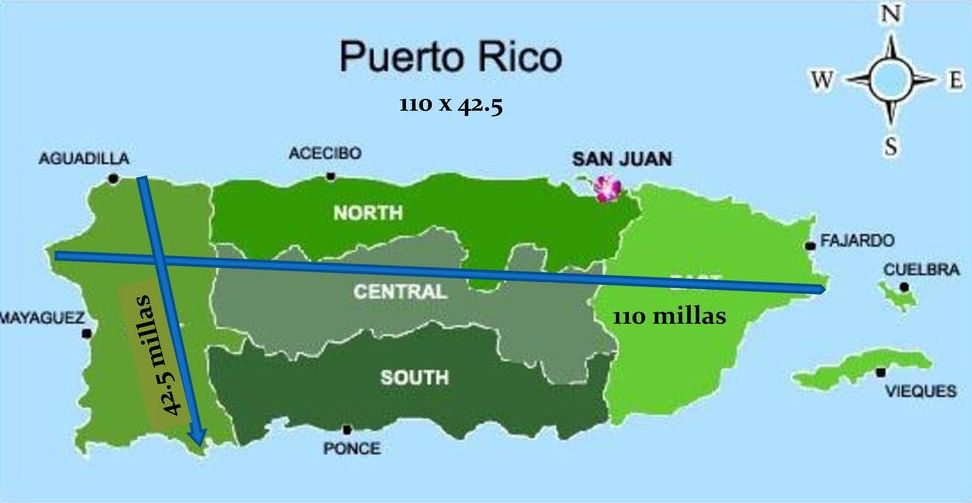 Puerto Rico
110 x 42.5
N
W E
S
AGUADILLA
ACECIBO
SAN JUAN
NORTH
FAJARDO
EAST
CUELBRA
CENTRAL
110 millas
MAYAGUEZ
42.5 millas
SOUTH
VIEQUES
PONCE